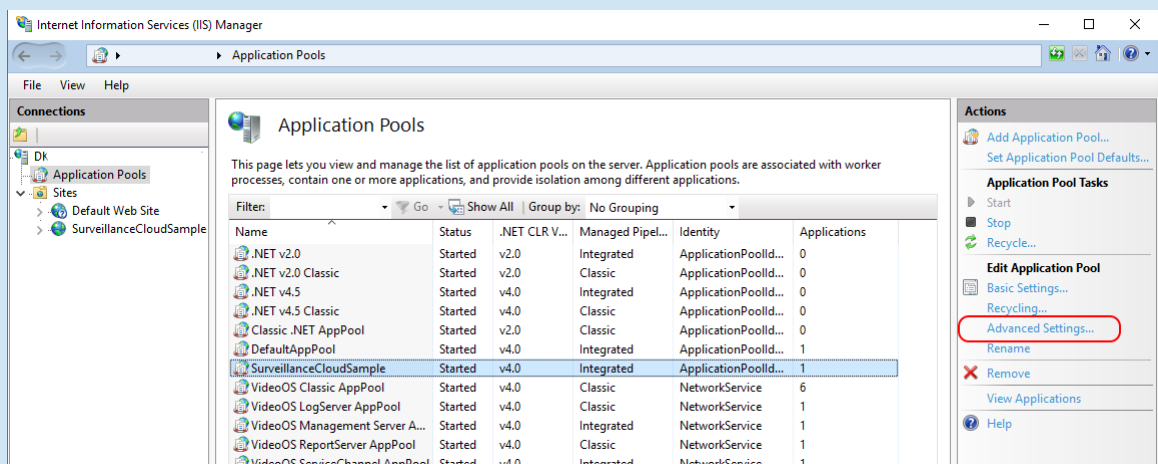 Internet Information Services (IIS) Manager
Application Pools
File View Help
Connections
DK
Application Pools
Sites
Default Web Site
SurveillanceCloudSample
Application Pools
This page lets you view and manage the list of application pools on the server. Application pools are associated with worker
processes, contain one or more applications, and provide isolation among different applications.
Filter: Go Show All Group by: No Grouping
Name Status .NET CLR V... Managed Pipel... Identity Applications
.NET v2.0 Started v2.0 Integrated ApplicationPoolId... 0
.NET v2.0 Classic Started v2.0 Classic ApplicationPoolId... 0
.NET v4.5 Started v4.0 Integrated ApplicationPoolId... 0
.NET v4.5 Classic Started v4.0 Classic ApplicationPoolId... 0
Classic .NET AppPool Started v2.0 Classic ApplicationPoolId... 0
DefaultAppPool Started v4.0 Integrated ApplicationPoolId... 1
SurveillanceCloudSample Started v4.0 Integrated ApplicationPoolId... 1
VideoOS Classic AppPool Started v4.0 Classic NetworkService 6
VideoOS LogServer AppPool Started v4.0 Classic NetworkService 1
VideoOS Management Server A... Started v4.0 Integrated NetworkService 1
VideoOS ReportServer AppPool Started v4.0 Classic NetworkService 1
VideoOS ServiceChannel AppPool Started v4.0 Integrated NetworkService 1
Actions
Add Application Pool...
Set Application Pool Defaults...
Application Pool Tasks
Start
Stop
Recycle...
Edit Application Pool
Basic Settings...
Recycling...
Advanced Settings...
Rename
Remove
View Applications
Help